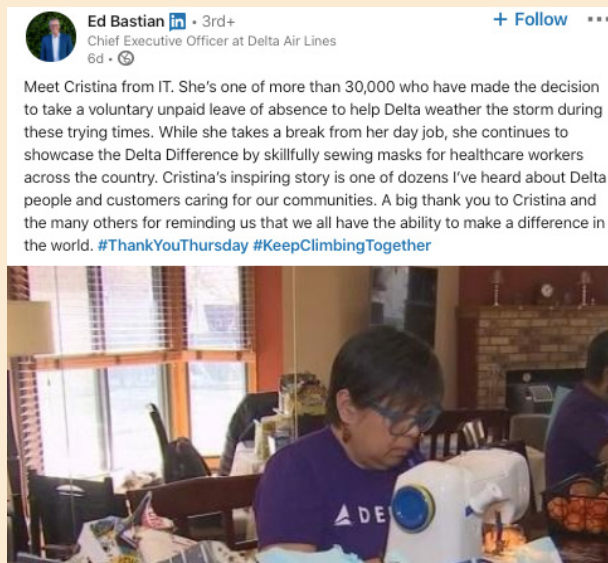 Ed Bastian in • 3rd+
+ Follow
Chief Executive Officer at Delta Air Lines
6d •
Meet Cristina from IT. She's one of more than 30,000 who have made the decision
to take a voluntary unpaid leave of absence to help Delta weather the storm during
these trying times. While she takes a break from her day job, she continues to
showcase the Delta Difference by skillfully sewing masks for healthcare workers
across the country. Cristina's inspiring story is one of dozens I've heard about Delta
people and customers caring for our communities. A big thank you to Cristina and
the many others for reminding us that we all have the ability to make a difference in
the world. #ThankYouThursday #KeepClimbingTogether
DE